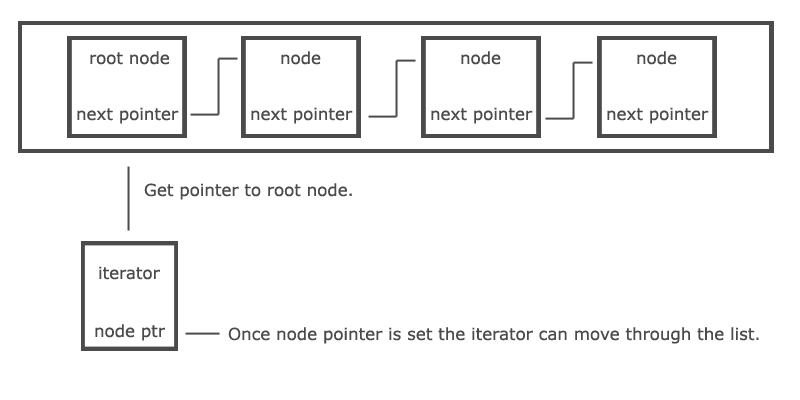 root node
next pointer
node
next pointer
node
next pointer
node
next pointer
Get pointer to root node.
iterator
node ptr
Once node pointer is set the iterator can move through the list.